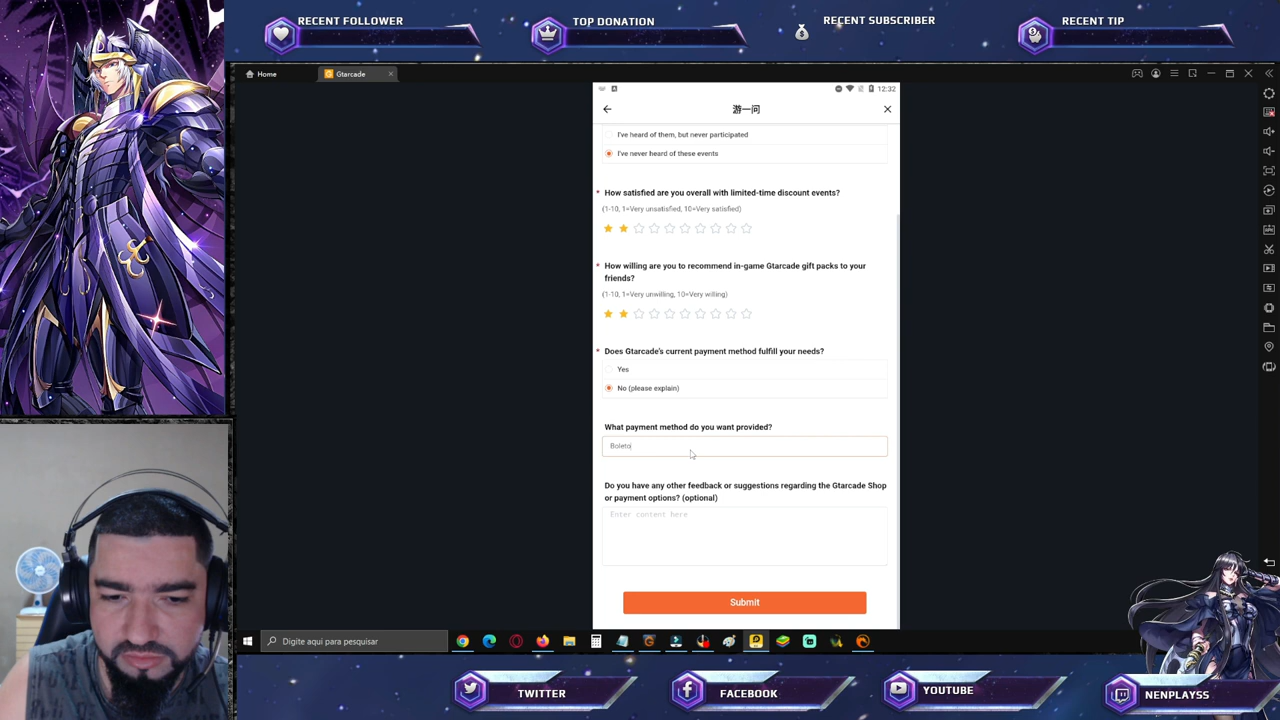 RECENT FOLLOWER
TOP DONATION
RECENT SUBSCRIBER
RECENT TIP
Home
Gtarcade
12:32
游一问
I've heard of them, but never participated
I've never heard of these events
* How satisfied are you overall with limited-time discount events?
(1-10, 1=Very unsatisfied, 10=Very satisfied)
* How willing are you to recommend in-game Gtarcade gift packs to your
friends?
(1-10, 1=Very unwilling, 10=Very willing)
* Does Gtarcade's current payment method fulfill your needs?
Yes
No (please explain)
What payment method do you want provided?
Boleto
Do you have any other feedback or suggestions regarding the Gtarcade Shop
or payment options? (optional)
Enter content here
Submit
Digite aqui para pesquisar
TWITTER
FACEBOOK
YOUTUBE
NENPLAYSS